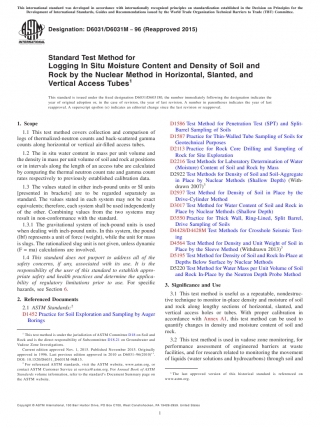 This international standard was developed in accordance with internationally recognized principles on standardization established in the Decision on Principles for the
Development of International Standards, Guides and Recommendations issued by the World Trade Organization Technical Barriers to Trade (TBT) Committee.
Designation: D6031/D6031M − 96 (Reapproved 2015)
Standard Test Method for
Logging In Situ Moisture Content and Density of Soil and
Rock by the Nuclear Method in Horizontal, Slanted, and
Vertical Access Tubes1
This standard is issued under the fixed designation D6031/D6031M; the number immediately following the designation indicates the
year of original adoption or, in the case of revision, the year of last revision. A number in parentheses indicates the year of last
reapproval. A superscript epsilon (ε) indicates an editorial change since the last revision or reapproval.
1. Scope
1.1 This test method covers collection and comparison of
logs of thermalized-neutron counts and back-scattered gamma
counts along horizontal or vertical air-filled access tubes.
1.2 The in situ water content in mass per unit volume and
the density in mass per unit volume of soil and rock at positions
or in intervals along the length of an access tube are calculated
by comparing the thermal neutron count rate and gamma count
rates respectively to previously established calibration data.
1.3 The values stated in either inch-pound units or SI units
[presented in brackets] are to be regarded separately as
standard. The values stated in each system may not be exact
equivalents; therefore, each system shall be used independently
of the other. Combining values from the two systems may
result in non-conformance with the standard.
1.3.1 The gravitational system of inch-pound units is used
when dealing with inch-pound units. In this system, the pound
(lbf) represents a unit of force (weight), while the unit for mass
is slugs. The rationalized slug unit is not given, unless dynamic
(F = ma) calculations are involved.
1.4 This standard does not purport to address all of the
safety concerns, if any, associated with its use. It is the
responsibility of the user of this standard to establish appro-
priate safety and health practices and determine the applica-
bility of regulatory limitations prior to use. For specific
hazards, see Section 6.
2. Referenced Documents
2.1 ASTM Standards:2
D1452 Practice for Soil Exploration and Sampling by Auger
Borings
1 This test method is under the jurisdiction of ASTM Committee D18 on Soil and
Rock and is the direct responsibility of Subcommittee D18.21 on Groundwater and
Vadose Zone Investigations.
Current edition approved Nov. 1, 2015. Published November 2015. Originally
approved in 1996. Last previous edition approved in 2010 as
2 For referenced ASTM standards, visit the ASTM website, www.astm.org, or
contact ASTM Customer Service at service@astm.org. For Annual Book of ASTM
Standards volume information, refer to the standard's Document Summary page on
the ASTM website.
D1586 Test Method for Penetration Test (SPT) and Split-
Barrel Sampling of Soils
D1587 Practice for Thin-Walled Tube Sampling of Soils for
Geotechnical Purposes
D2113 Practice for Rock Core Drilling and Sampling of
Rock for Site Exploration
D2216 Test Methods for Laboratory Determination of Water
(Moisture) Content of Soil and Rock by Mass
D2922 Test Methods for Density of Soil and Soil-Aggregate
in Place by Nuclear Methods (Shallow Depth) (With-
drawn 2007)3
D2937 Test Method for Density of Soil in Place by the
Drive-Cylinder Method
D3017 Test Method for Water Content of Soil and Rock in
Place by Nuclear Methods (Shallow Depth)
D3550 Practice for Thick Wall, Ring-Lined, Split Barrel,
Drive Sampling of Soils
D4428/D4428M Test Methods for Crosshole Seismic Test-
ing
D4564 Test Method for Density and Unit Weight of Soil in
Place by the Sleeve Method (Withdrawn 2013)3
D5195 Test Method for Density of Soil and Rock In-Place at
Depths Below Surface by Nuclear Methods
D5220 Test Method for Water Mass per Unit Volume of Soil
and Rock In-Place by the Neutron Depth Probe Method
3. Significance and Use
3.1 This test method is useful as a repeatable, nondestruc-
tive technique to monitor in-place density and moisture of soil
and rock along lengthy sections of horizontal, slanted, and
vertical access holes or tubes. With proper calibration in
accordance with Annex A1, this test method can be used to
quantify changes in density and moisture content of soil and
rock.
3.2 This test method is used in vadose zone monitoring, for
performance assessment of engineered barriers at waste
facilities, and for research related to monitoring the movement
of liquids (water solutions and hydrocarbons) through soil and
3 The last approved version of this historical standard is referenced on
www.astm.org.
Copyright © ASTM International, 100 Barr Harbor Drive, PO Box C700, West Conshohocken, PA 19428-2959. United States
1